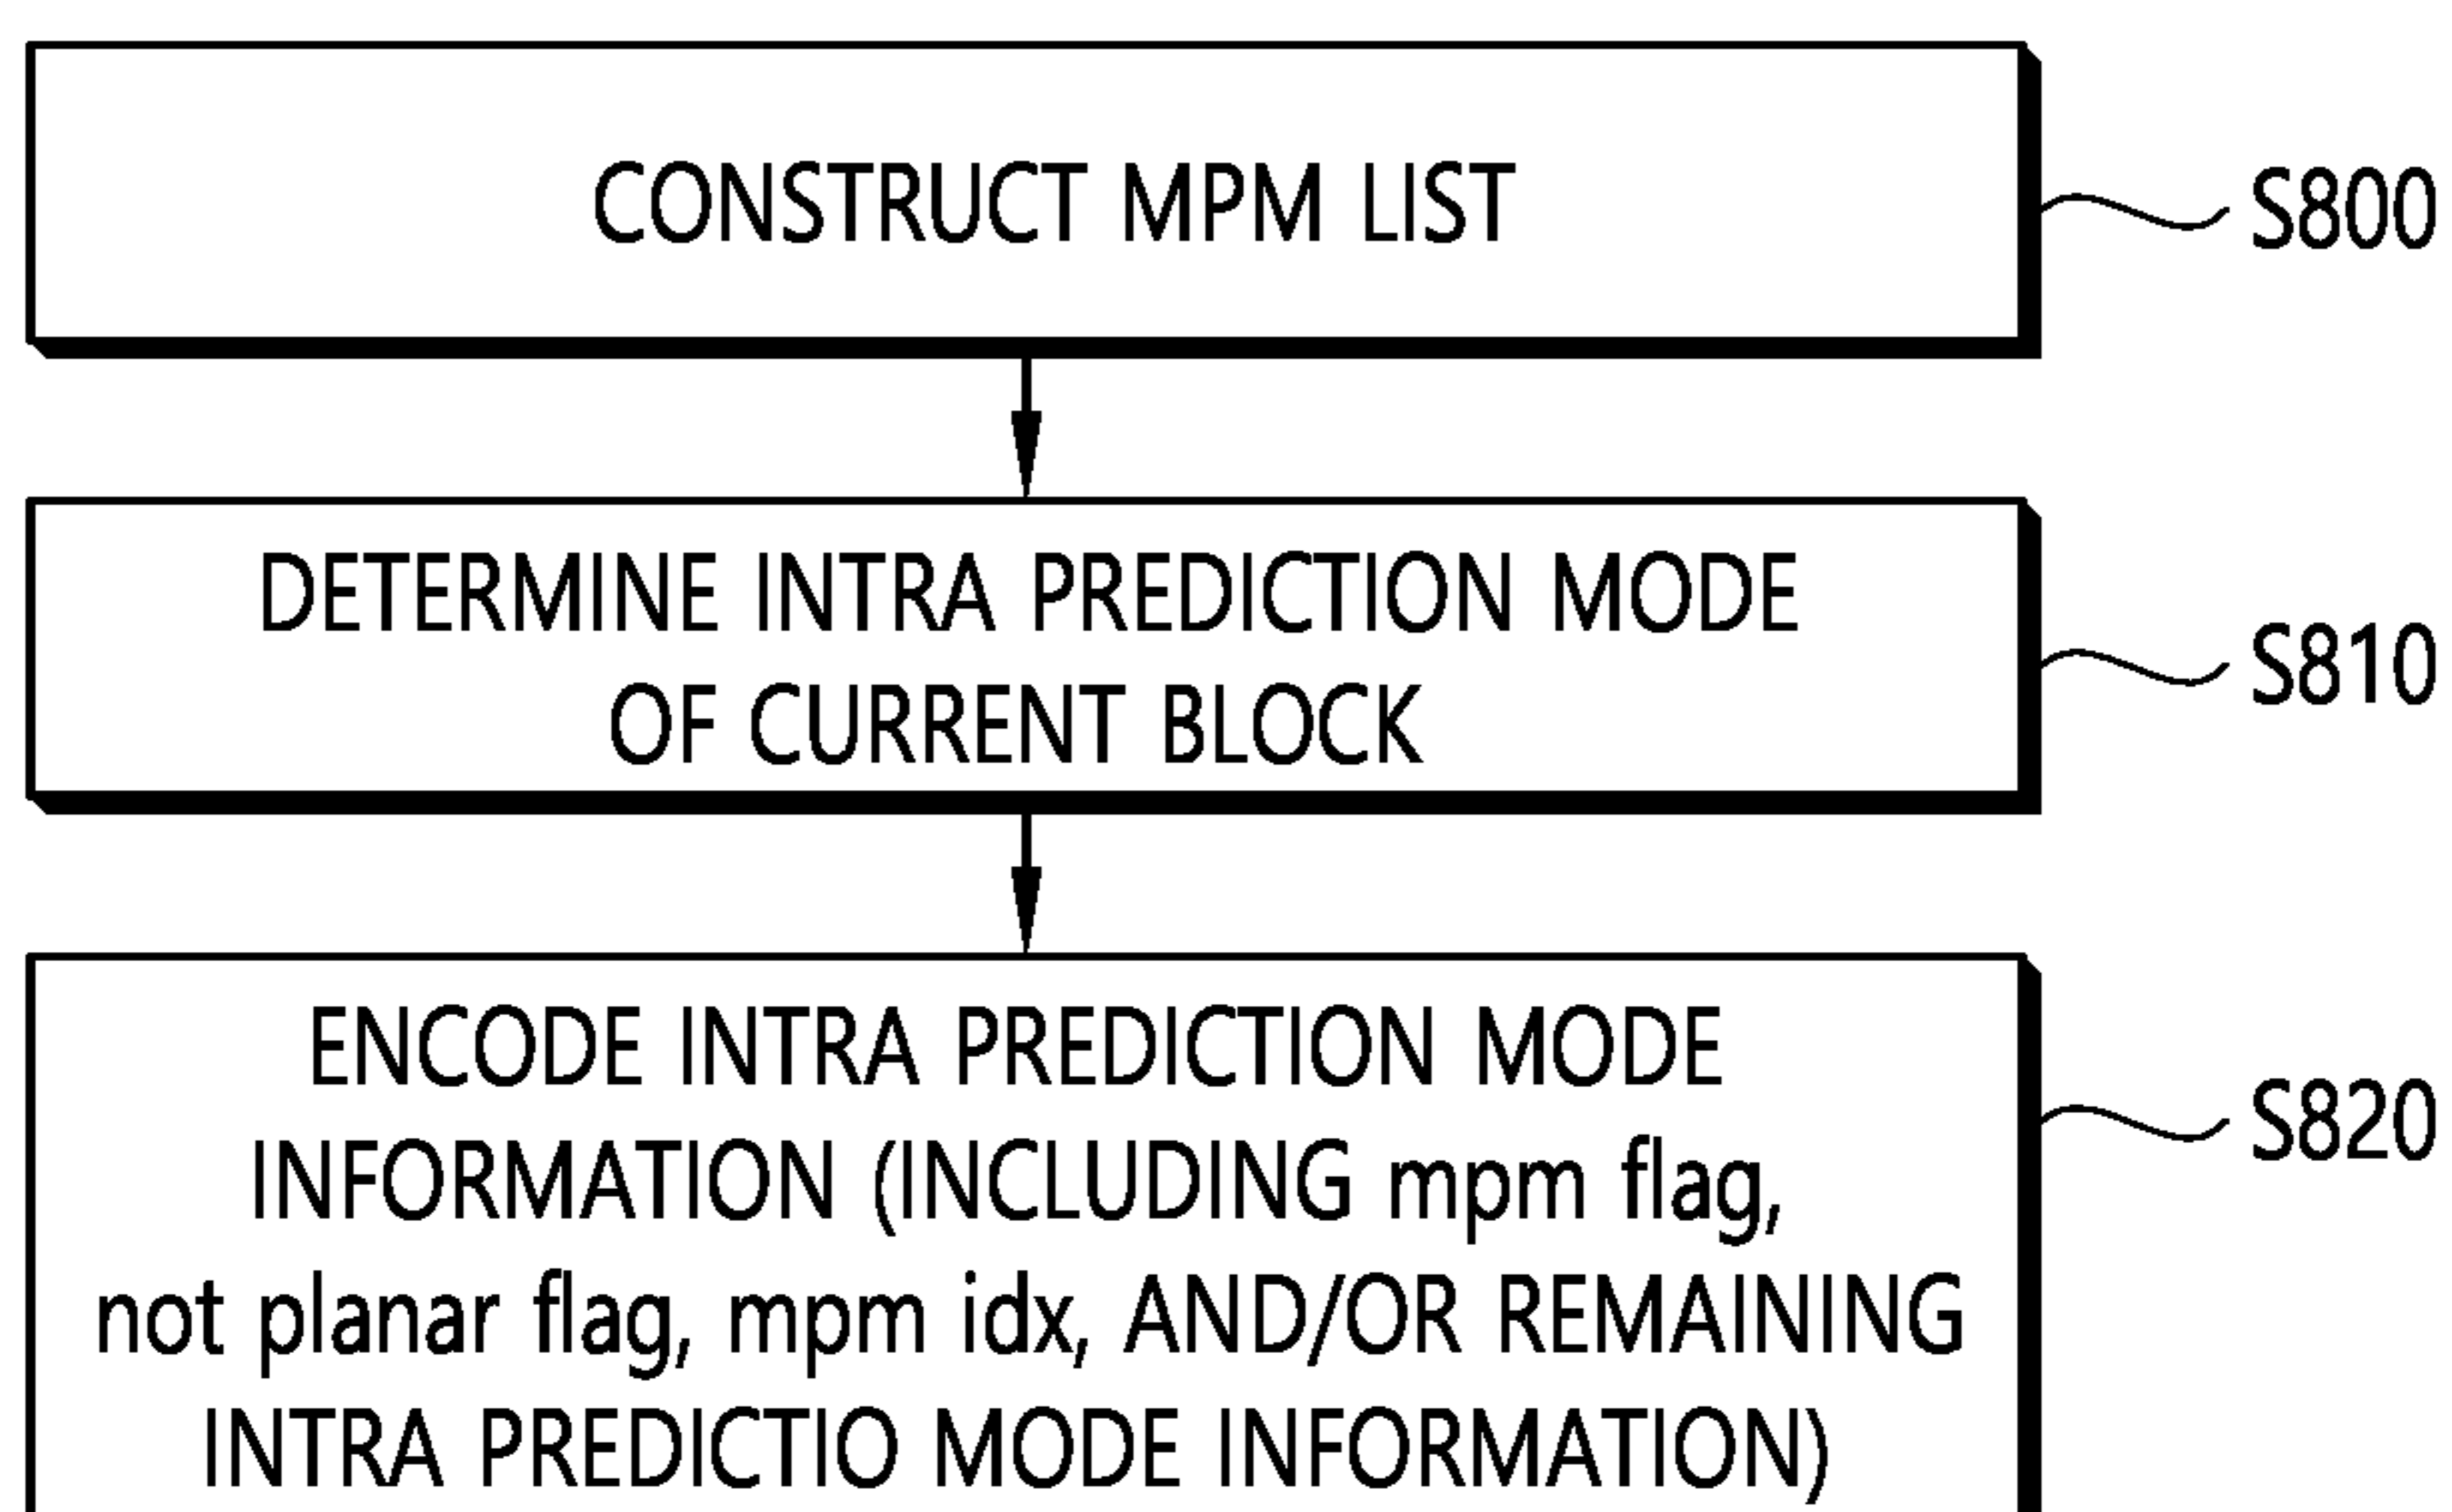 CONSTRUCT MPM LIST
S800
DETERMINE INTRA PREDICTION MODE
OF CURRENT BLOCK
S810
ENCODE INTRA PREDICTION MODE
INFORMATION (INCLUDING mpm flag,
not planar flag, mpm idx, AND/OR REMAINING
INTRA PREDICTIO MODE INFORMATION)
S820